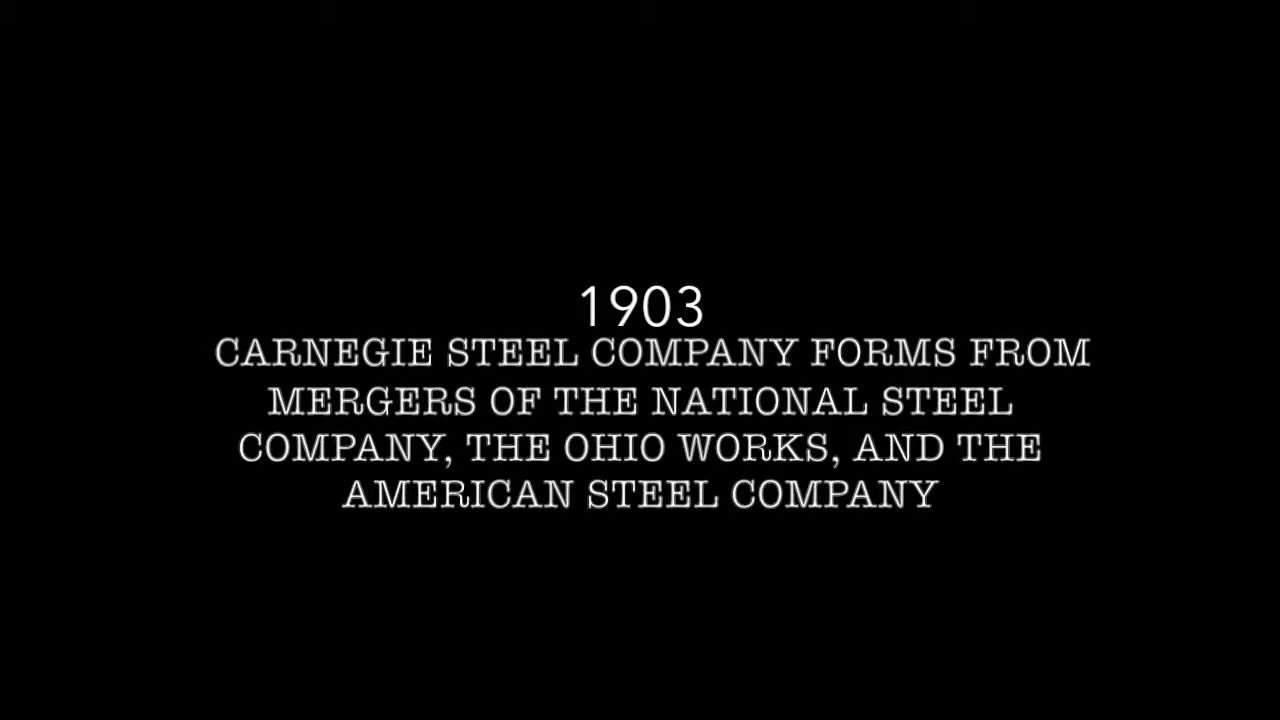 1903
CARNEGIE STEEL COMPANY FORMS FROM
MERGERS OF THE NATIONAL STEEL
COMPANY, THE OHIO WORKS, AND THE
AMERICAN STEEL COMPANY